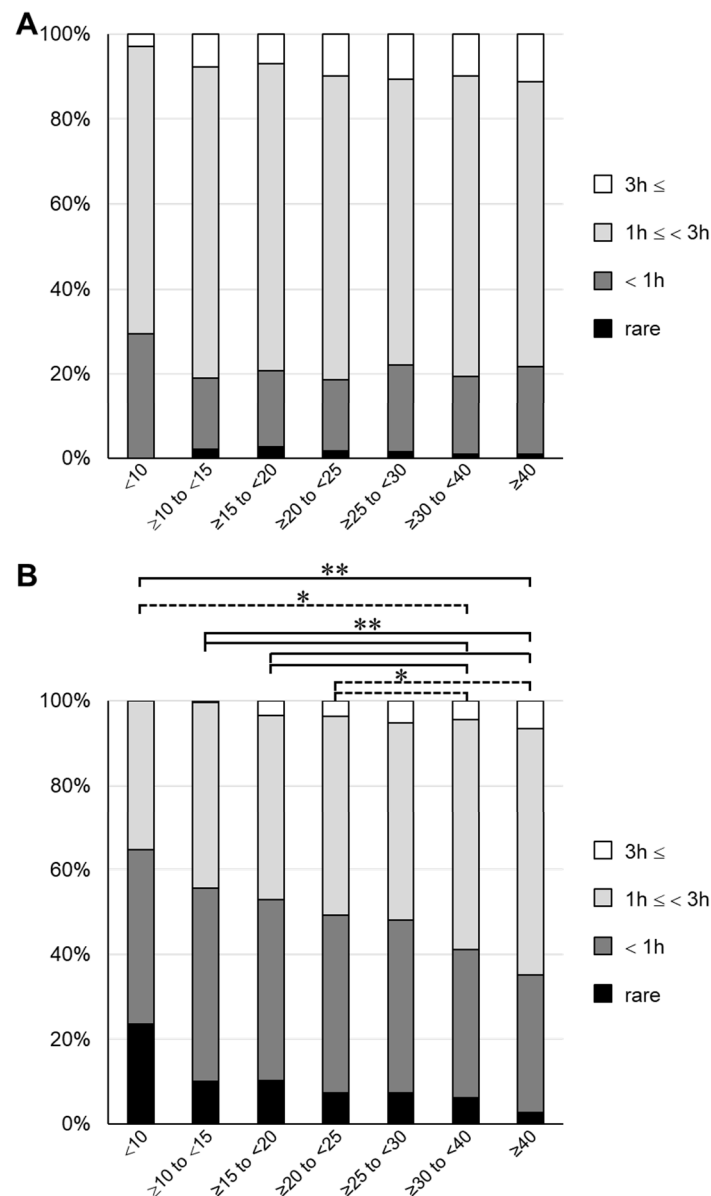 A
100%
80%
60%
40%
20%
0%
3h ≤
1h ≤ < 3h
< 1h
rare
<10
≥10 to <15
≥15 to <20
≥20 to <25
≥25 to <30
≥30 to <40
≥40
B
**
*
**
*
100%
80%
60%
40%
20%
0%
3h ≤
1h ≤ < 3h
< 1h
rare
<10
≥10 to <15
≥15 to <20
≥20 to <25
≥25 to <30
≥30 to <40
≥40